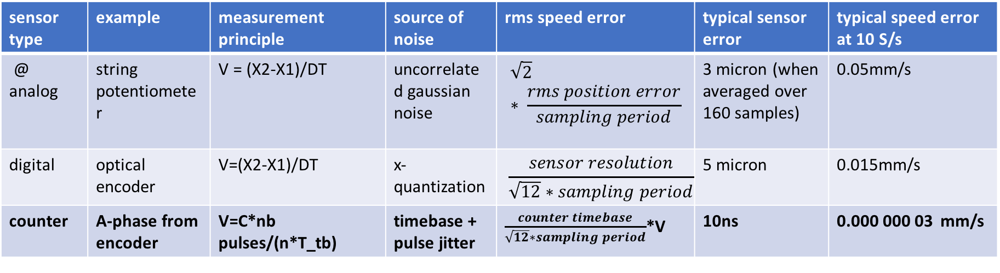 sensor type
example
measurement principle
source of noise
rms speed error
typical sensor error
typical speed error at 10 S/s
@ analog
string potentiomete
r
V = (X2-X1)/DT
uncorrelate
d gaussian noise
√2
* rms position error / sampling period
3 micron (when averaged over 160 samples)
0.05mm/s
digital
optical encoder
V=(X2-X1)/DT
x-quantization
sensor resolution / √12 * sampling period
5 micron
0.015mm/s
counter
A-phase from encoder
V=C*nb pulses/(n*T_tb)
timebase + pulse jitter
counter timebase / √12*sampling period *V
10ns
0.000 000 03 mm/s